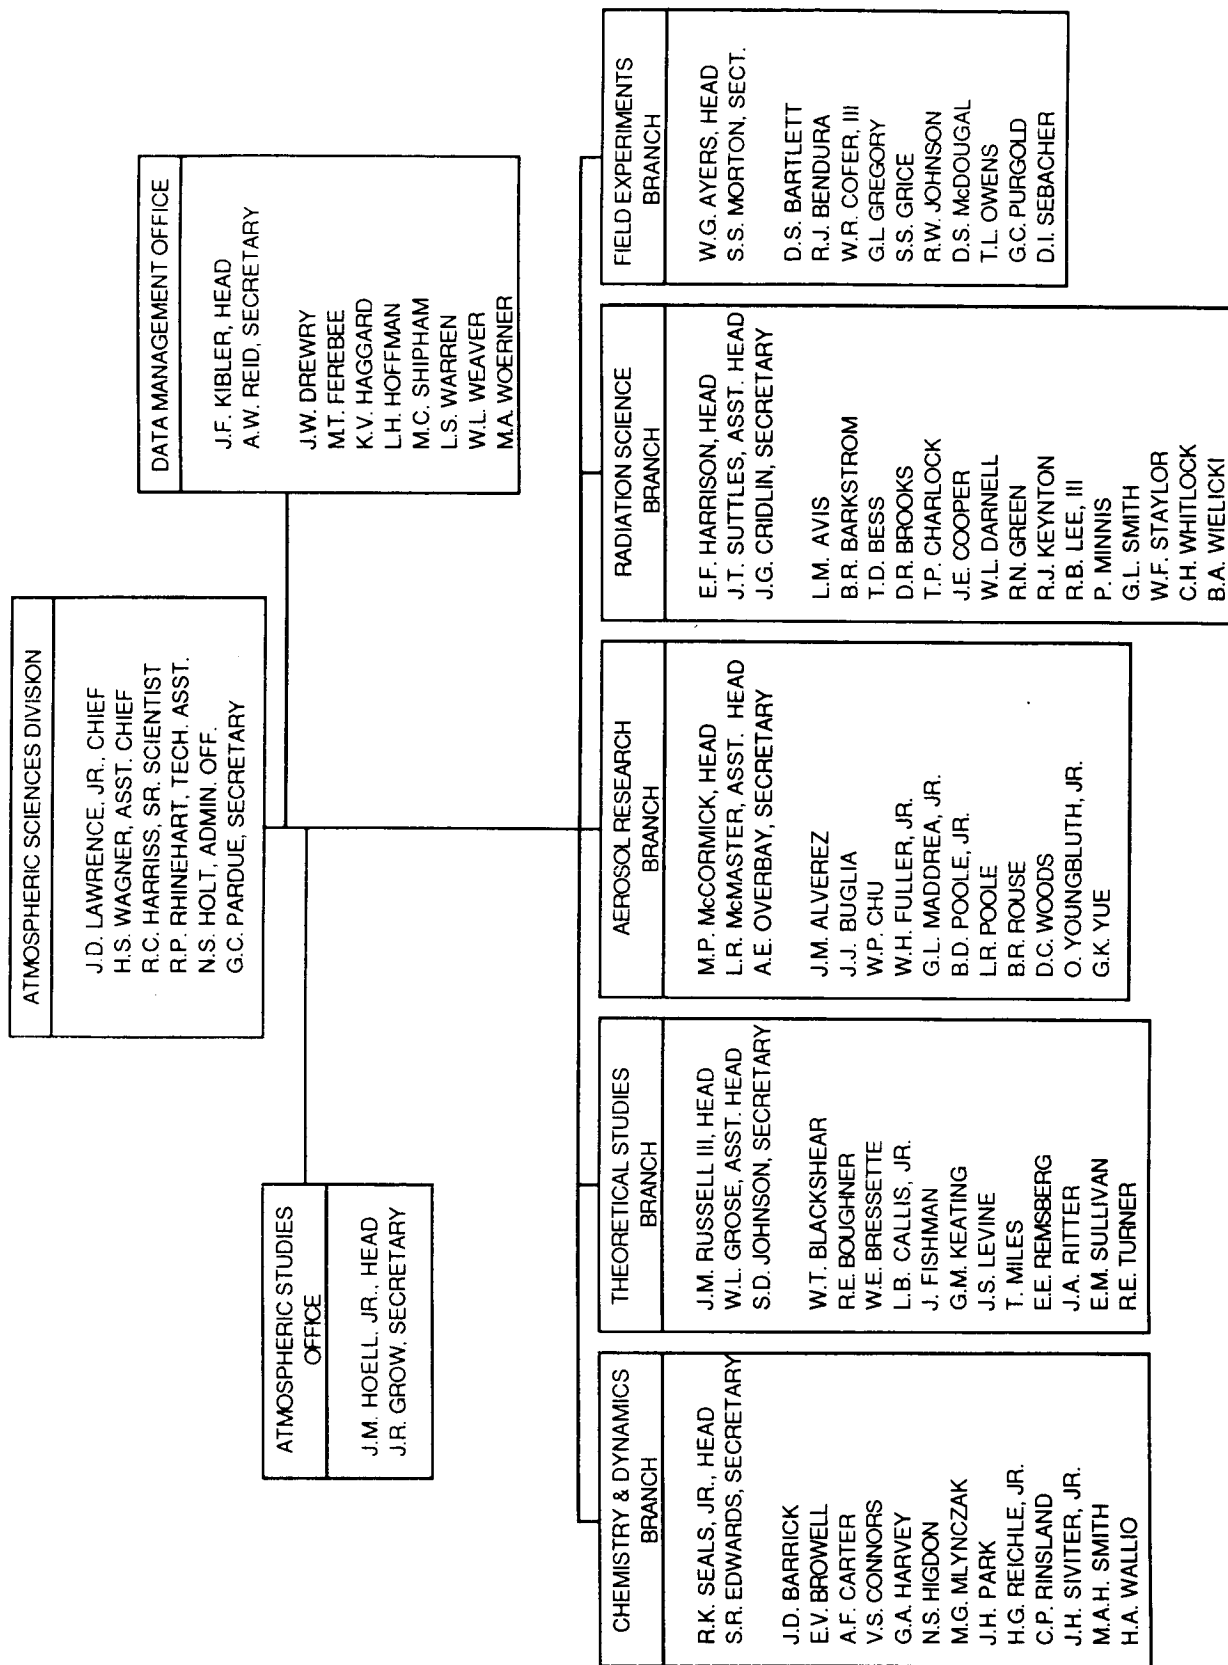 ATMOSPHERIC SCIENCES DIVISION
J.D. LAWRENCE, JR., CHIEF
H.S. WAGNER, ASST. CHIEF
R.C. HARRISS, SR. SCIENTIST
R.P. RHINEHART, TECH. ASST.
N.S. HOLT, ADMIN. OFF.
G.C. PARDUE, SECRETARY
ATMOSPHERIC STUDIES
OFFICE
J.M. HOELL, JR., HEAD
J.R. GROW, SECRETARY
DATA MANAGEMENT OFFICE
J.F. KIBLER, HEAD
A.W. REID, SECRETARY
J.W. DREWRY
M.T. FEREBEE
K.V. HAGGARD
L.H. HOFFMAN
M.C. SHIPHAM
L.S. WARREN
W.L. WEAVER
M.A. WOERNER
CHEMISTRY & DYNAMICS
BRANCH
R.K. SEALS, JR., HEAD
S.R. EDWARDS, SECRETARY
J.D. BARRICK
E.V. BROWELL
A.F. CARTER
V.S. CONNORS
G.A. HARVEY
N.S. HIGDON
M.G. MLYNCZAK
J.H. PARK
H.G. REICHLE, JR.
C.P. RINSLAND
J.H. SIVITER, JR.
M.A.H. SMITH
H.A. WALLIO
THEORETICAL STUDIES
BRANCH
J.M. RUSSELL III, HEAD
W.L. GROSE, ASST. HEAD
S.D. JOHNSON, SECRETARY
W.T. BLACKSHEAR
R.E. BOUGHNER
W.E. BRESSETTE
L.B. CALLIS, JR.
J. FISHMAN
G.M. KEATING
J.S. LEVINE
T. MILES
E.E. REMSBERG
J.A. RITTER
E.M. SULLIVAN
R.E. TURNER
AEROSOL RESEARCH
BRANCH
M.P. McCORMICK, HEAD
L.R. McMASTER, ASST. HEAD
A.E. OVERBAY, SECRETARY
J.M. ALVEREZ
J.J. BUGLIA
W.P. CHU
W.H. FULLER, JR.
G.L. MADDREA, JR.
B.D. POOLE, JR.
L.R. POOLE
B.R. ROUSE
D.C. WOODS
O. YOUNGBLUTH, JR.
G.K. YUE
RADIATION SCIENCE
BRANCH
E.F. HARRISON, HEAD
J.T. SUTTLES, ASST. HEAD
J.G. CRIDLIN, SECRETARY
L.M. AVIS
B.R. BARKSTROM
T.D. BESS
D.R. BROOKS
T.P. CHARLOCK
J.E. COOPER
W.L. DARNELL
R.N. GREEN
R.J. KEYNTON
R.B. LEE, III
P. MINNIS
G.L. SMITH
W.F. STAYLOR
C.H. WHITLOCK
B.A. WIELICKI
FIELD EXPERIMENTS
BRANCH
W.G. AYERS, HEAD
S.S. MORTON, SECT.
D.S. BARTLETT
R.J. BENDURA
W.R. COFER, III
G.L. GREGORY
S.S. GRICE
R.W. JOHNSON
D.S. McDOUGAL
T.L. OWENS
G.C. PURGOLD
D.I. SEBACHER